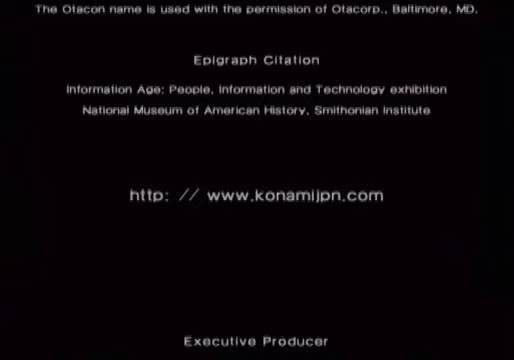 The Otacon name is used with the permission of Otacorp., Baltimore, MD.
Epigraph Citation
Information Age: People, Information and Technology exhibition
National Museum of American History, Smithonian Institute
http: // www.konamijpn.com
Executive Producer